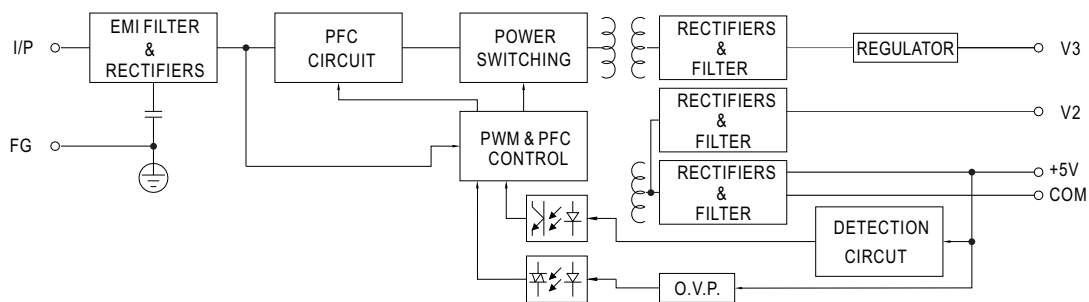 I/P
EMI FILTER
&
RECTIFIERS
PFC
CIRCUIT
POWER
SWITCHING
RECTIFIERS
&
FILTER
REGULATOR
V3
RECTIFIERS
&
FILTER
V2
FG
PWM & PFC
CONTROL
RECTIFIERS
&
FILTER
+5V
COM
DETECTION
CIRCUT
O.V.P.